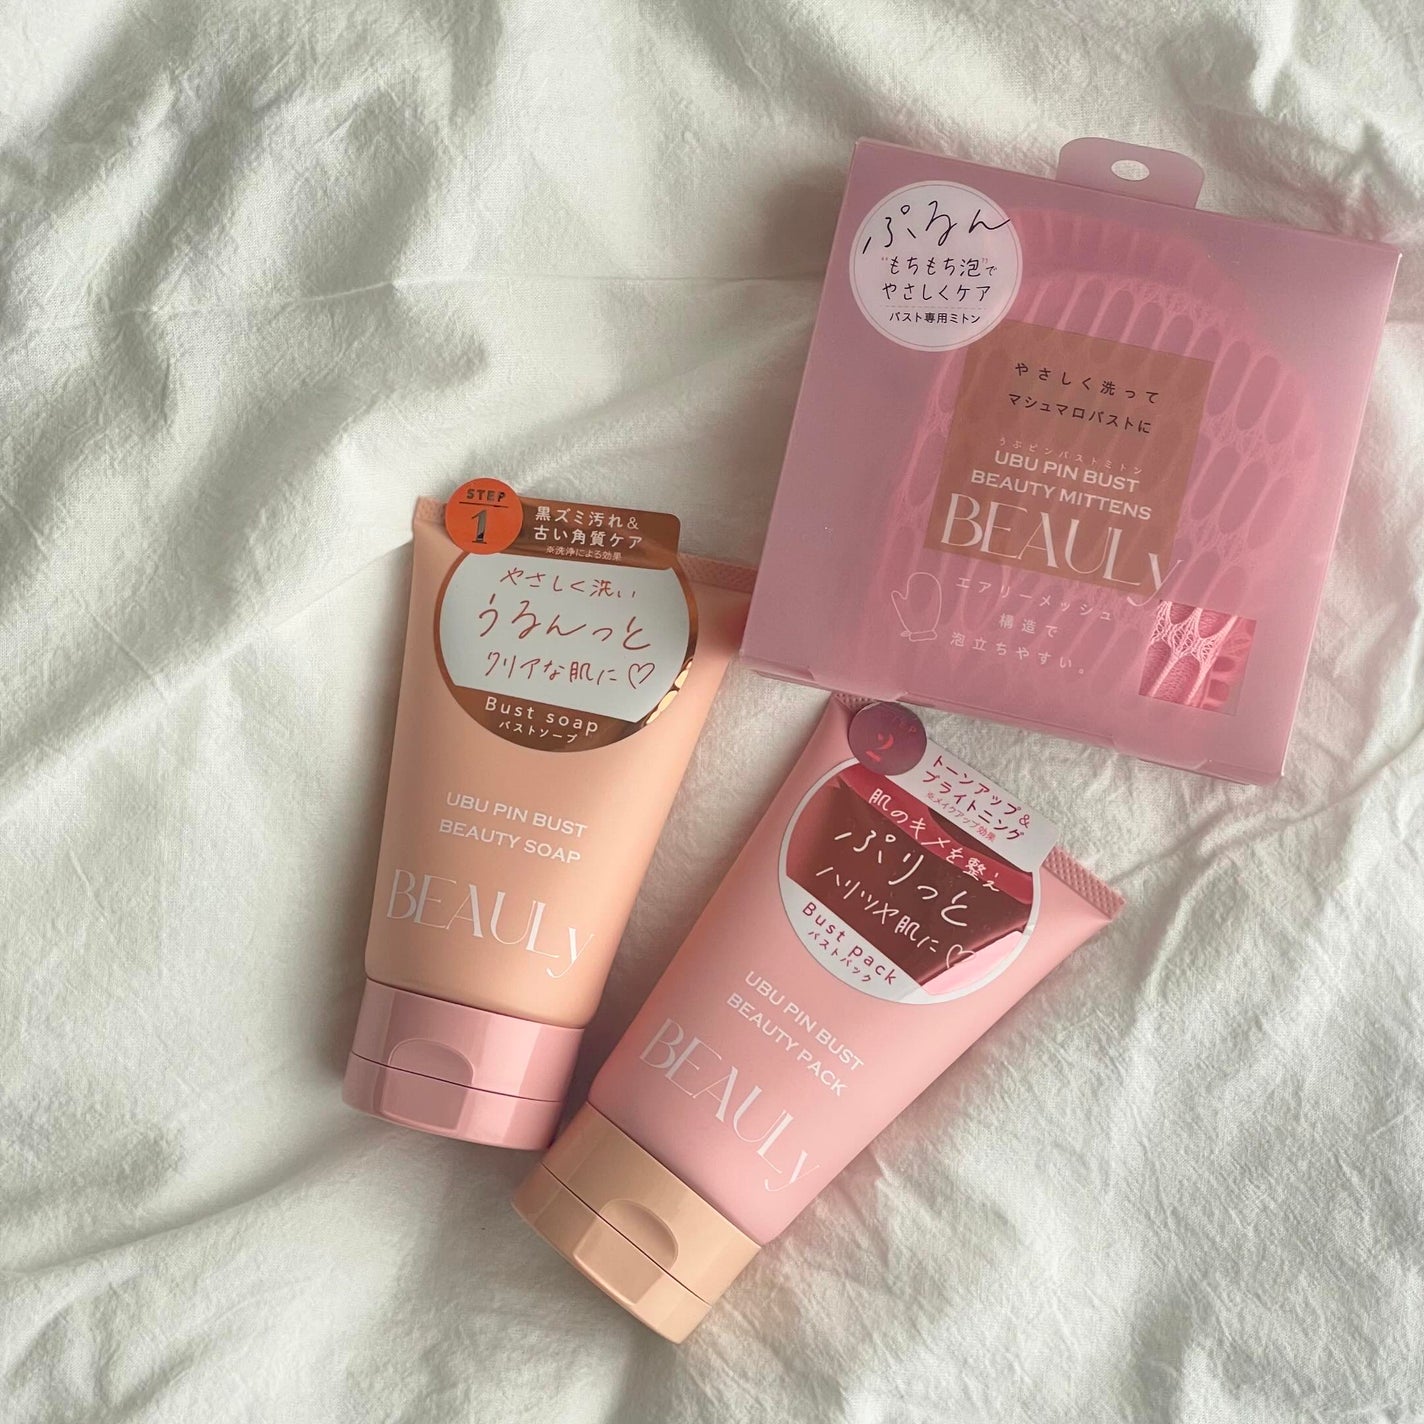 ぷるん
"もちもち泡"で
やさしくケア
バスト専用ミトン
やさしく洗って
マシュマロバストに
うぶピンバストミトン
UBU PIN BUST
BEAUTY MITTENS
BEAULy
エアリーメッシュ
構造で
泡立ちやすい。
STEP
1
黒ズミ汚れ&
古い角質ケア
※洗浄による効果
やさしく洗い
うるんっと
クリアな肌に♡
Bust soap
バストソープ
UBU PIN BUST
BEAUTY SOAP
BEAULy
STEP
2
トーンアップ&
ブライトニング
※メイクアップ効果
肌のキメを整え
ぷりっと
ハリツヤ肌に♡
Bust pack
バストパック
UBU PIN BUST
BEAUTY PACK
BEAULy